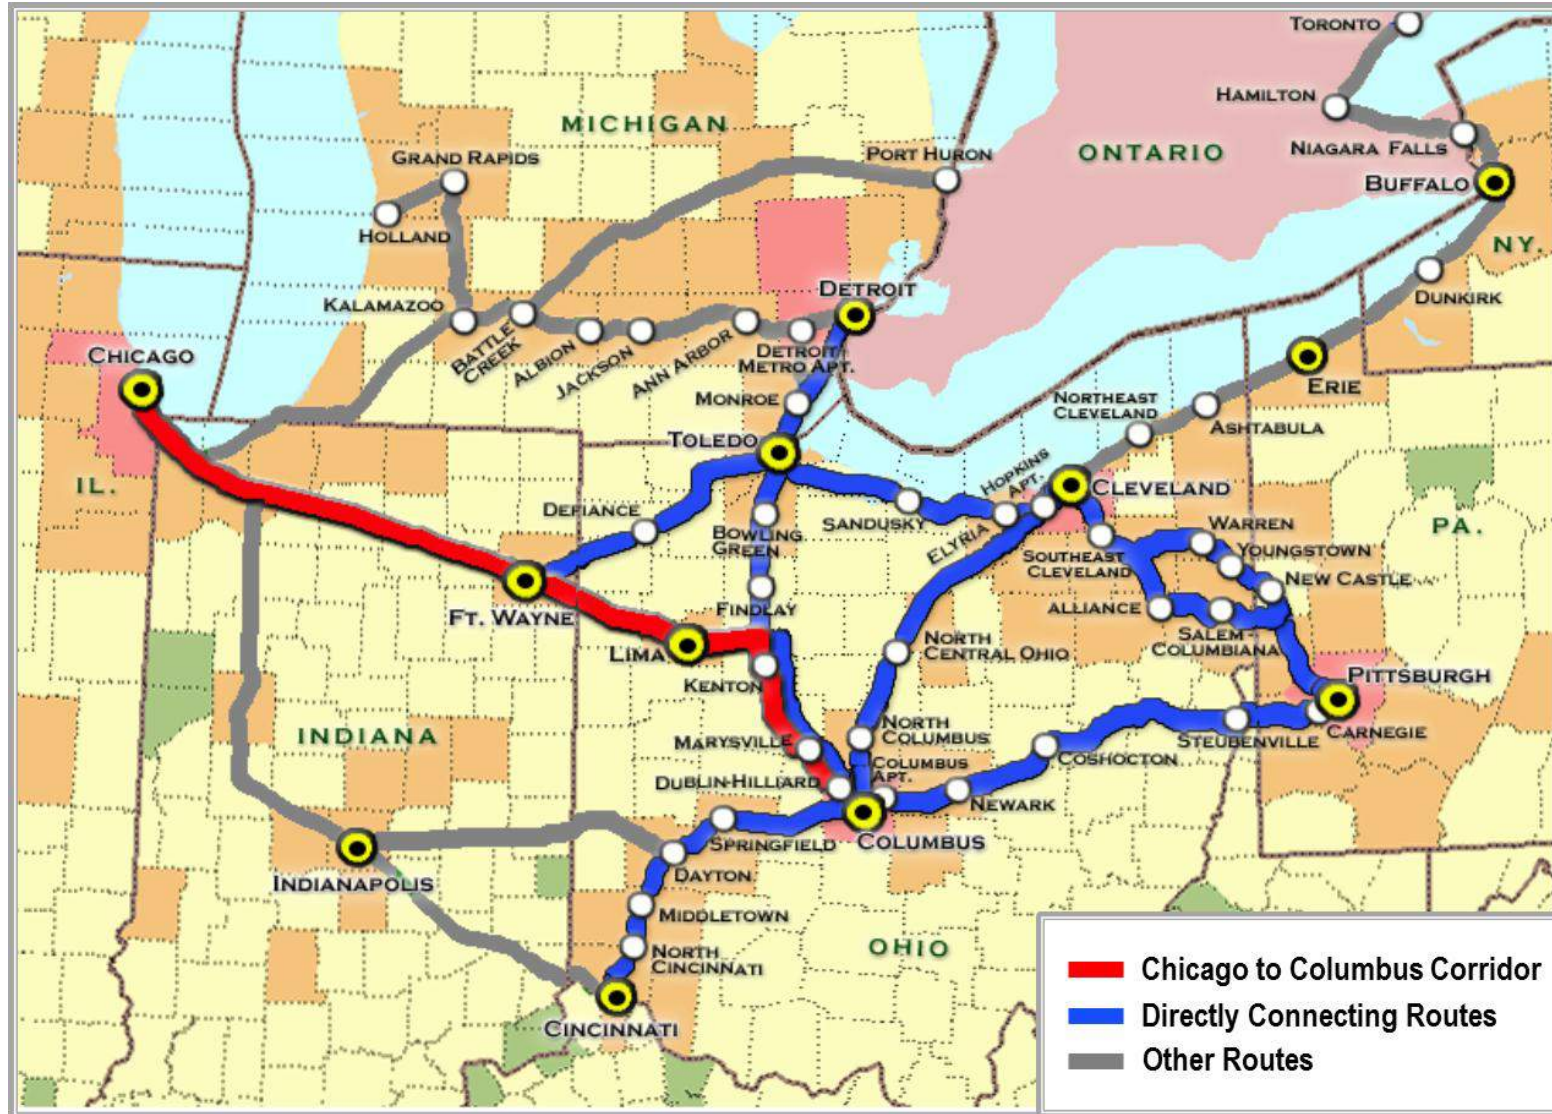 TORONTO
HAMILTON
NIAGARA FALLS
BUFFALO
MICHIGAN
ONTARIO
GRAND RAPIDS
PORT HURON
HOLLAND
NY.
DUNKIRK
KALAMAZOO
DETROIT
BATTLE
CREEK
ALBION
JACKSON
ANN ARBOR
DETROIT
METRO APT.
CHICAGO
ERIE
MONROE
NORTHEAST
CLEVELAND
ASHTABULA
TOLEDO
IL.
HOPKINS
APT.
CLEVELAND
DEFIANCE
SANDUSKY
ELYRIA
BOWLING
GREEN
WARREN
PA.
YOUNGSTOWN
SOUTHEAST
CLEVELAND
NEW CASTLE
FT. WAYNE
FINDLAY
ALLIANCE
SALEM-
COLUMBIANA
LIMA
NORTH
CENTRAL OHIO
KENTON
PITTSBURGH
INDIANA
NORTH
COLUMBUS
MARYSVILLE
STEUBENVILLE
CARNEGIE
COLUMBUS
APT.
COSHOCTON
DUBLIN-HILLIARD
NEWARK
SPRINGFIELD
COLUMBUS
DAYTON
INDIANAPOLIS
MIDDLETOWN
OHIO
NORTH
CINCINNATI
CINCINNATI
Chicago to Columbus Corridor
Directly Connecting Routes
Other Routes